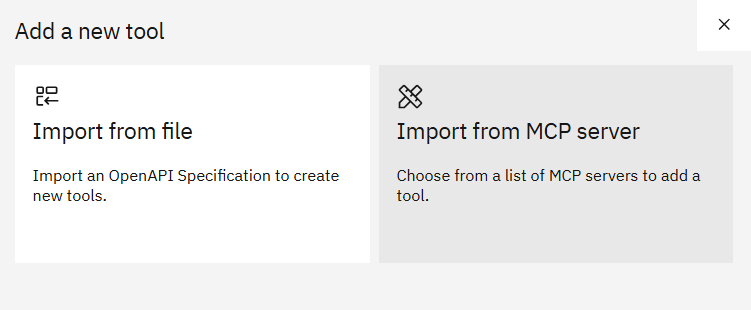 Add a new tool
Import from file
Import an OpenAPI Specification to create
new tools.
Import from MCP server
Choose from a list of MCP servers to add a
tool.